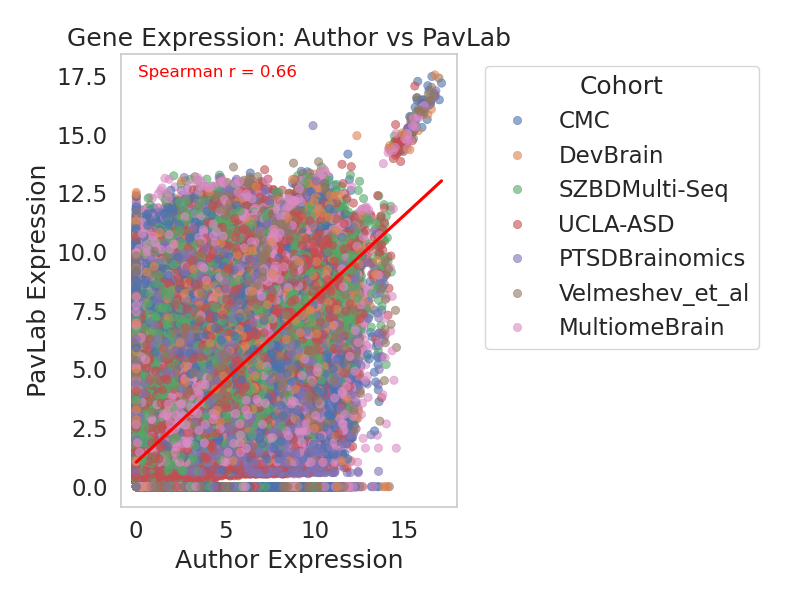 Gene Expression: Author vs PavLab
Spearman r = 0.66
17.5
15.0
12.5
10.0
7.5
5.0
2.5
0.0
PavLab Expression
0 5 10 15
Author Expression
Cohort
CMC
DevBrain
SZBDMulti-Seq
UCLA-ASD
PTSDBrainomics
Velmeshev_et_al
MultiomeBrain